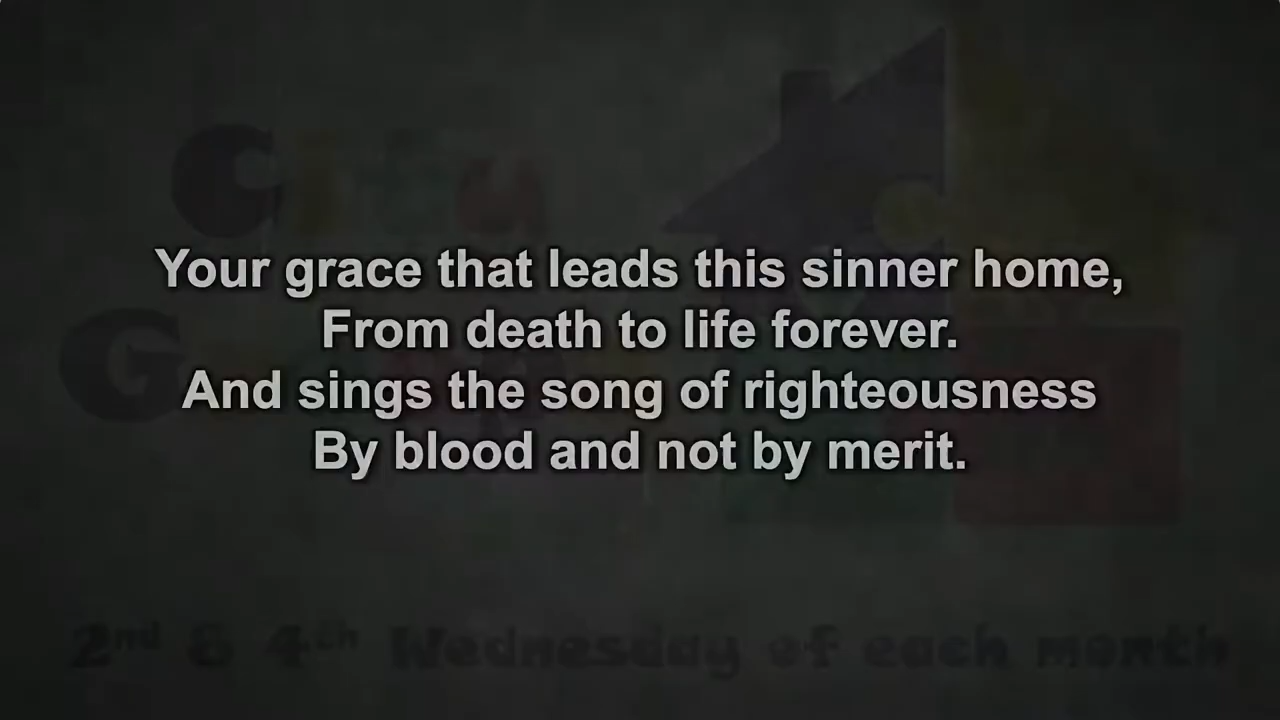 City
Your grace that leads this sinner home,
From death to life forever.
And sings the song of righteousness
By blood and not by merit.
2nd & 4th Wednesday of each month